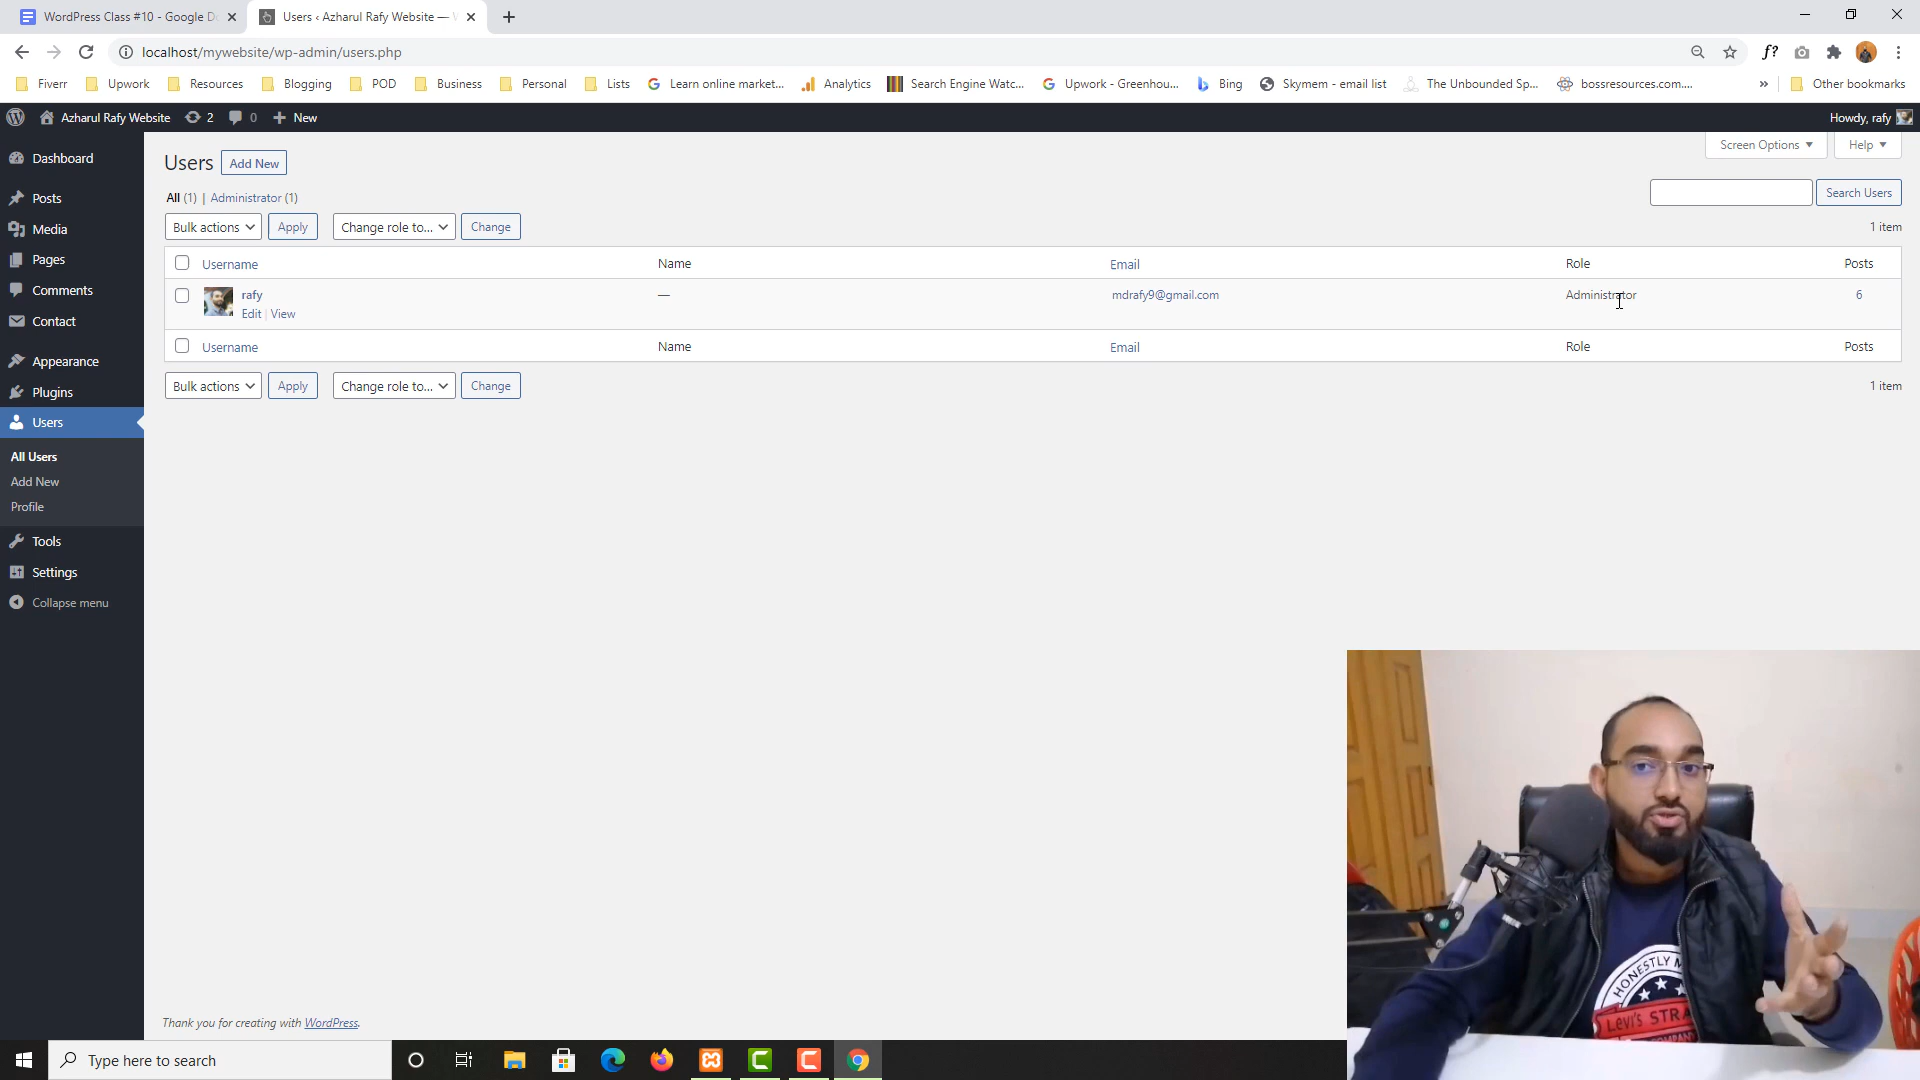 WordPress Class #10 - Google D
Users ‹ Azharul Rafy Website —
localhost/mywebsite/wp-admin/users.php
f?
Fiverr
Upwork
Resources
Blogging
POD
Business
Personal
Lists
Learn online market...
Analytics
Search Engine Watc...
Upwork - Greenhou...
Bing
Skymem - email list
The Unbounded Sp...
bossresources.com....
»
Other bookmarks
Azharul Rafy Website
2
0
+ New
Howdy, rafy
Dashboard
Posts
Media
Pages
Comments
Contact
Appearance
Plugins
Users
All Users
Add New
Profile
Tools
Settings
Collapse menu
Screen Options
Help
Users
Add New
All (1) | Administrator (1)
Search Users
Bulk actions
Apply
Change role to...
Change
1 item
Username
Name
Email
Role
Posts
rafy
—
mdrafy9@gmail.com
Administrator
6
Edit | View
Username
Name
Email
Role
Posts
Bulk actions
Apply
Change role to...
Change
1 item
HONESTLY M
LEVI'S STRA
COMPANY
Thank you for creating with WordPress.
Type here to search